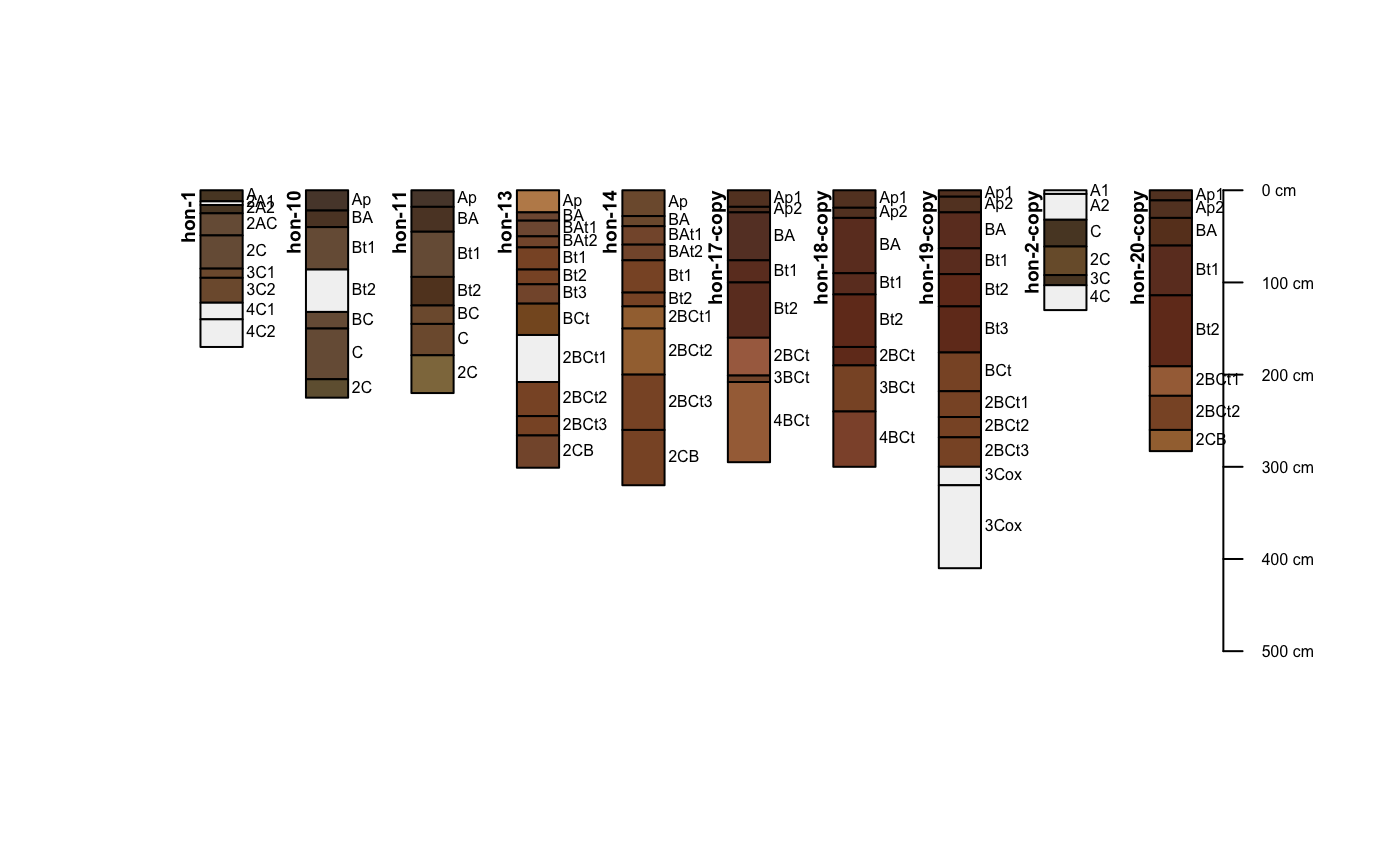 hon-1
A
2A1
2A2
2AC
2C
3C1
3C2
4C1
4C2
hon-10
Ap
BA
Bt1
Bt2
BC
C
2C
hon-11
Ap
BA
Bt1
Bt2
BC
C
2C
hon-13
Ap
BA
BAt1
BAt2
Bt1
Bt2
Bt3
BCt
2BCt1
2BCt2
2BCt3
2CB
hon-14
Ap
BA
BAt1
BAt2
Bt1
Bt2
2BCt1
2BCt2
2BCt3
2CB
hon-17-copy
Ap1
Ap2
BA
Bt1
Bt2
2BCt
3BCt
4BCt
hon-18-copy
Ap1
Ap2
BA
Bt1
Bt2
2BCt
3BCt
4BCt
hon-19-copy
Ap1
Ap2
BA
Bt1
Bt2
Bt3
BCt
2BCt1
2BCt2
2BCt3
3Cox
3Cox
hon-2-copy
A1
A2
C
2C
3C
4C
hon-20-copy
Ap1
Ap2
BA
Bt1
Bt2
2BCt1
2BCt2
2CB
0 cm
100 cm
200 cm
300 cm
400 cm
500 cm